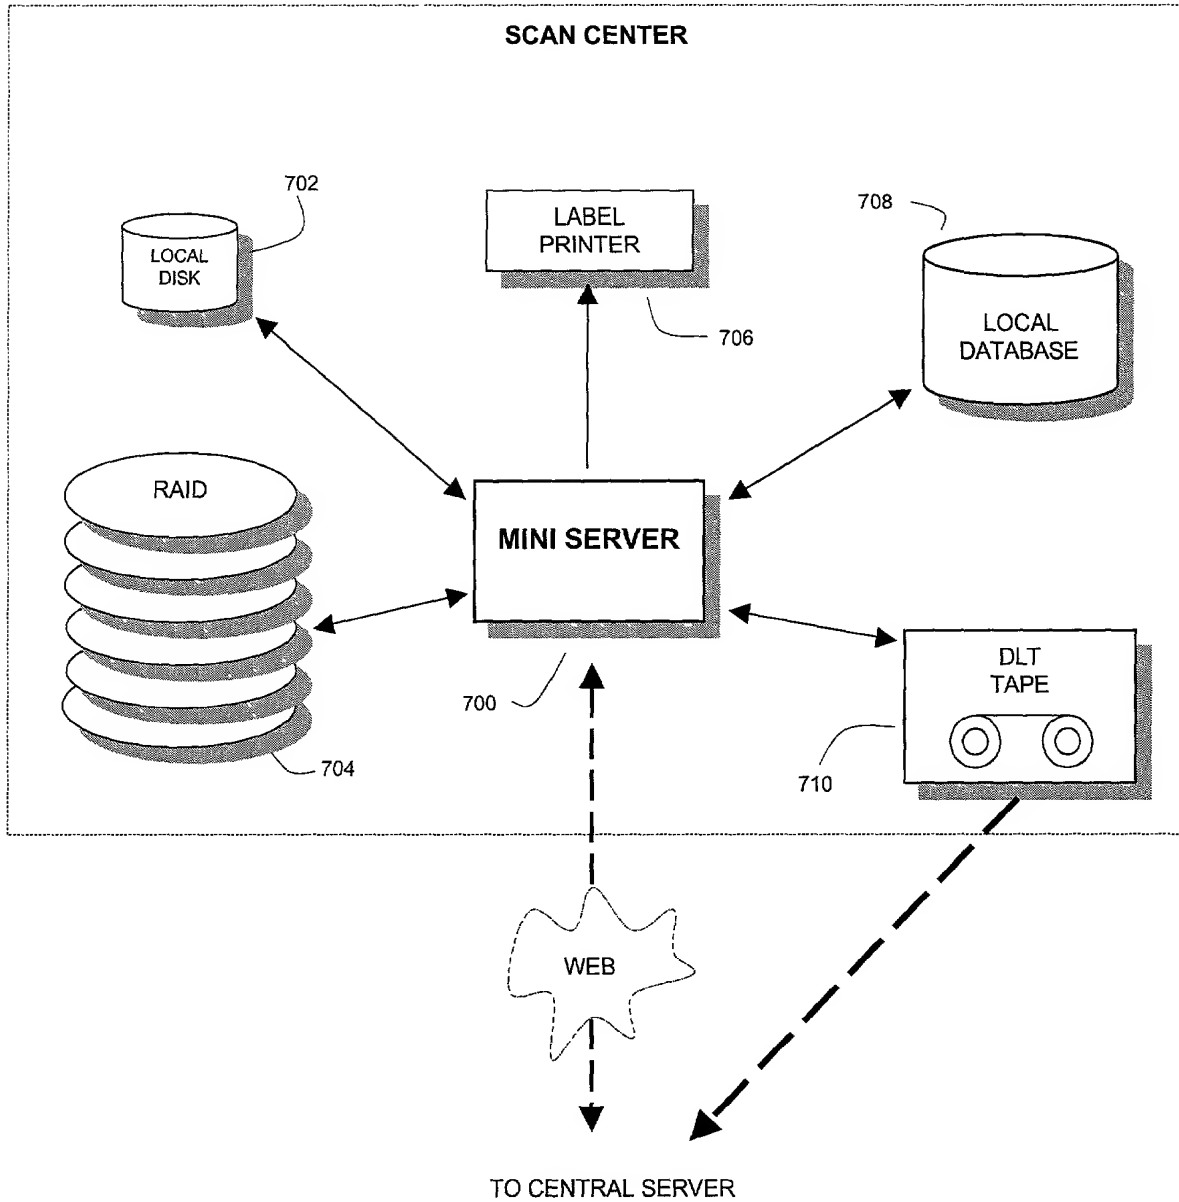 SCAN CENTER
702
LOCAL
DISK
LABEL
PRINTER
706
708
LOCAL
DATABASE
RAID
704
MINI SERVER
700
DLT
TAPE
710
WEB
TO CENTRAL SERVER